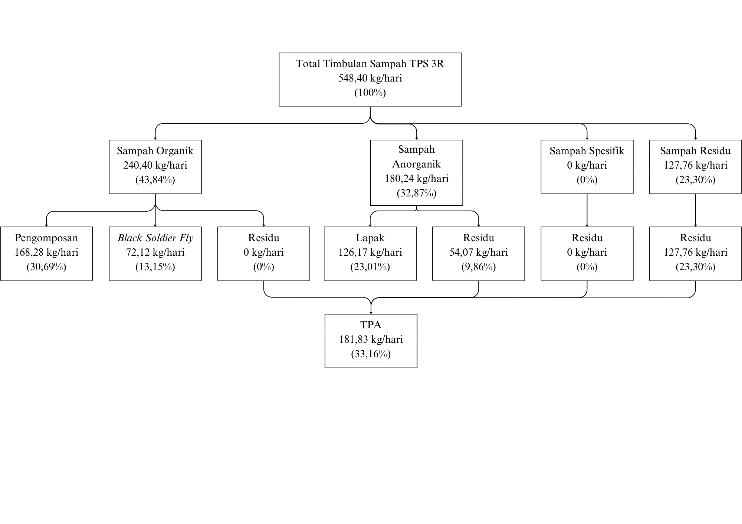 Total Timbulan Sampah TPS 3R
548,40 kg/hari
(100%)
Sampah Organik
240,40 kg/hari
(43,84%)
Sampah
Anorganik
180,24 kg/hari
(32,87%)
Sampah Spesifik
0 kg/hari
(0%)
Sampah Residu
127,76 kg/hari
(23,30%)
Pengomposan
168,28 kg/hari
(30,69%)
Black Soldier Fly
72,12 kg/hari
(13,15%)
Residu
0 kg/hari
(0%)
Lapak
126,17 kg/hari
(23,01%)
Residu
54,07 kg/hari
(9,86%)
Residu
0 kg/hari
(0%)
Residu
127,76 kg/hari
(23,30%)
TPA
181,83 kg/hari
(33,16%)